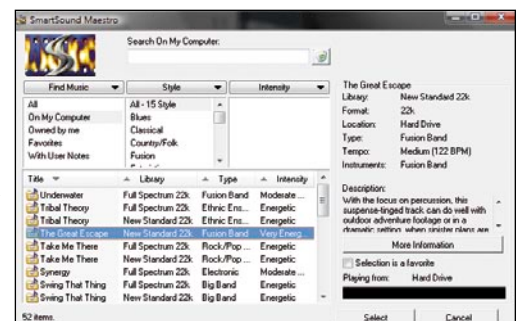 SmartSound Maestro
Search On My Computer:
Find Music
Style
Intensity
All
On My Computer
Owned by me
Favorites
With User Notes
All - 15 Style
Blues
Classical
Country/Folk
Fusion
Title Library Type Intensity
Underwater Full Spectrum 22k Fusion Band Moderate ...
Tribal Theory Full Spectrum 22k Ethnic Ens... Energetic
Tribal Theory New Standard 22k Ethnic Ens... Energetic
The Great Escape New Standard 22k Fusion Band Very Energ...
Take Me There Full Spectrum 22k Rock/Pop ... Energetic
Take Me There New Standard 22k Rock/Pop ... Energetic
Synergy Full Spectrum 22k Electronic Moderate ...
Swing That Thing Full Spectrum 22k Big Band Energetic
Swing That Thing New Standard 22k Big Band Energetic
52 items.
The Great Escape
Library: New Standard 22k
Format: 22k
Location: Hard Drive
Type: Fusion Band
Tempo: Medium (122 BPM)
Instruments: Fusion Band
Description:
With the focus on percussion, this
suspense-tinged track can do well with
outdoor adventure footage or in a
dramatic setting, when sinister plans are
More Information
Selection is a favorite
Playing from: Hard Drive
Select
Cancel